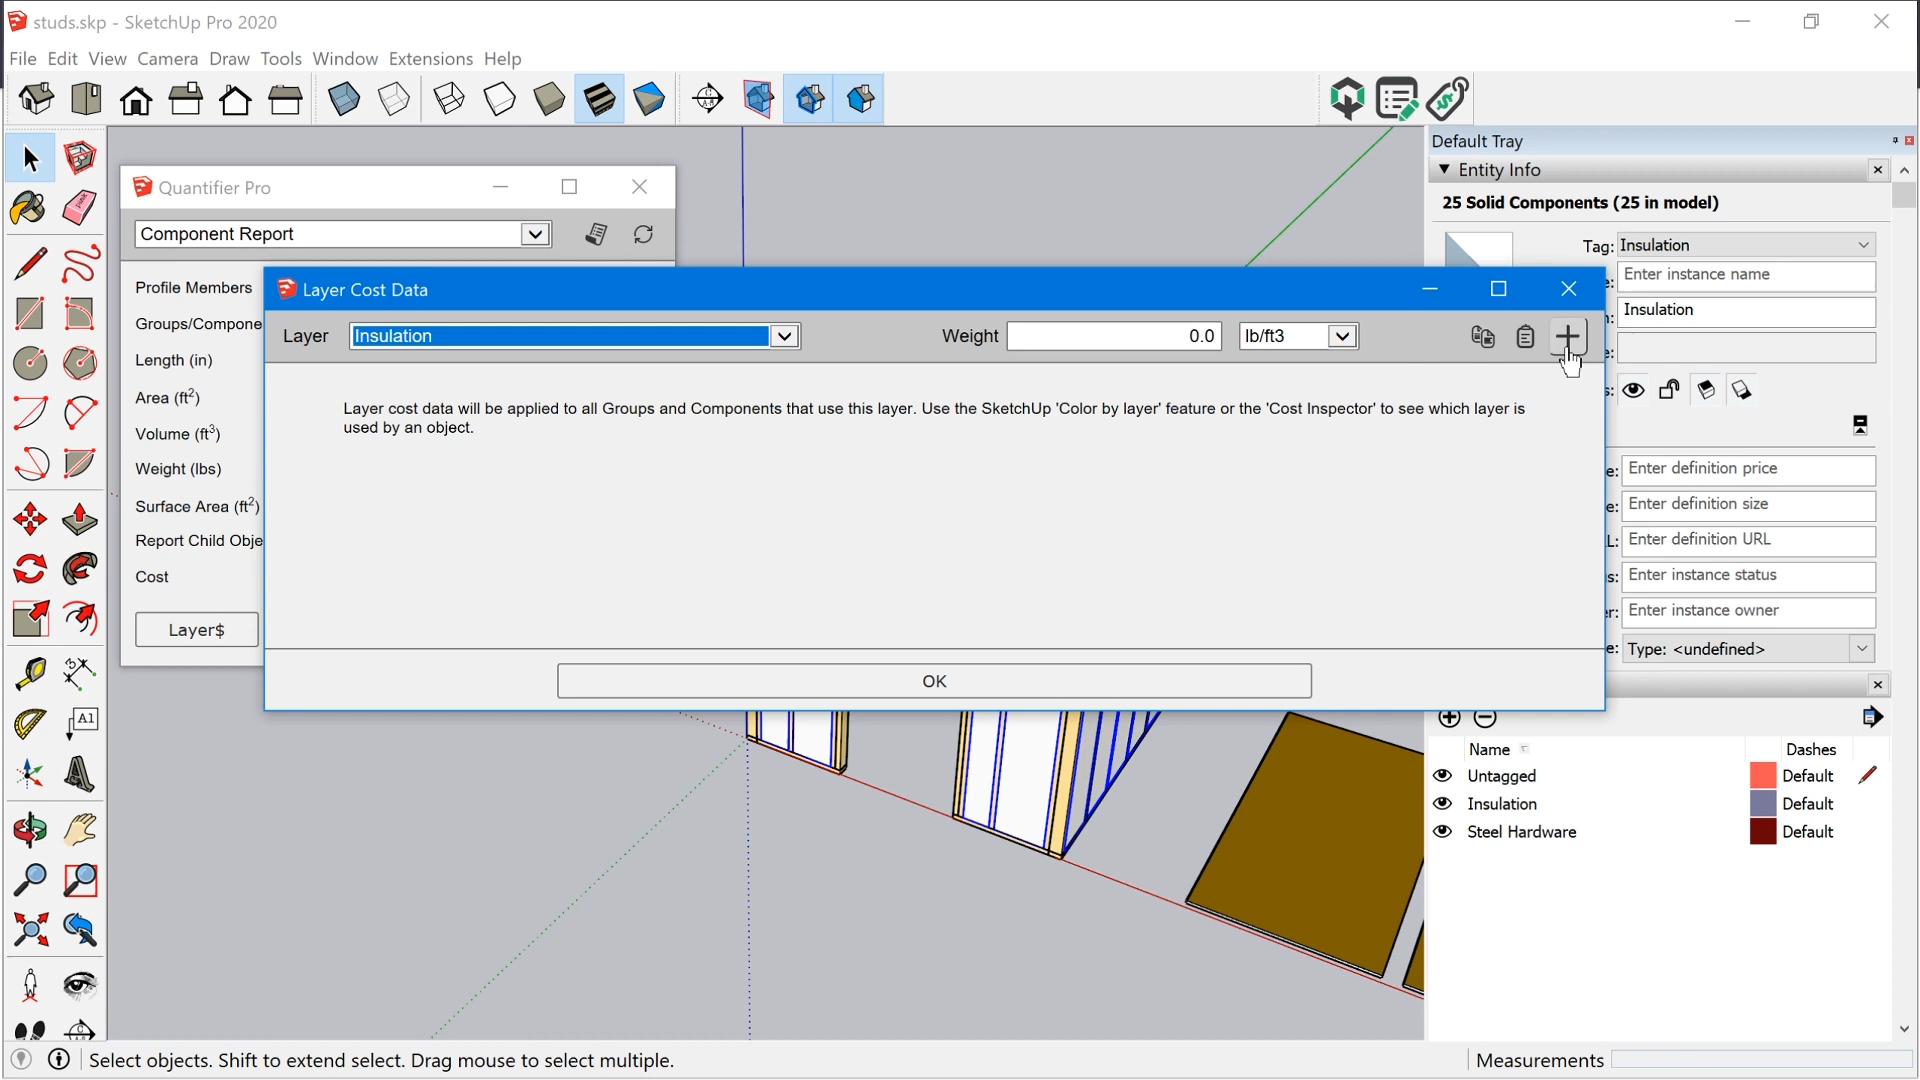 studs.skp - SketchUp Pro 2020
File Edit View Camera Draw Tools Window Extensions Help
Default Tray
Entity Info
25 Solid Components (25 in model)
Tag: Insulation
Enter instance name
Insulation
Quantifier Pro
Component Report
Profile Members
Groups/Compone
Length (in)
Area (ft²)
Volume (ft³)
Weight (lbs)
Surface Area (ft²)
Report Child Obje
Cost
Layer$
Layer Cost Data
Layer Insulation Weight 0.0 lb/ft3
Layer cost data will be applied to all Groups and Components that use this layer. Use the SketchUp 'Color by layer' feature or the 'Cost Inspector' to see which layer is
used by an object.
OK
e: Enter definition price
e: Enter definition size
L: Enter definition URL
s: Enter instance status
r: Enter instance owner
e: Type: <undefined>
Name Dashes
Untagged Default
Insulation Default
Steel Hardware Default
Select objects. Shift to extend select. Drag mouse to select multiple.
Measurements